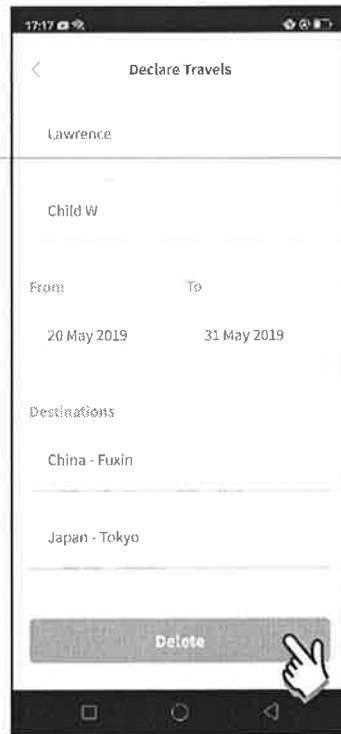 17:17
Declare Travels
Lawrence
Child W
From To
20 May 2019 31 May 2019
Destinations
China - Fuxin
Japan - Tokyo
Delete